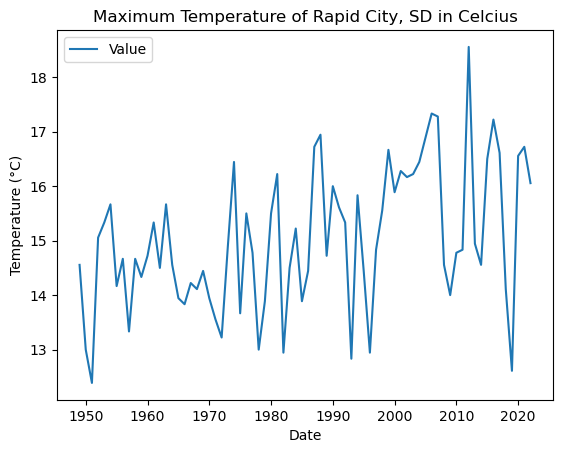 Maximum Temperature of Rapid City, SD in Celcius
Value
Temperature (°C)
18
17
16
15
14
13
1950 1960 1970 1980 1990 2000 2010 2020
Date